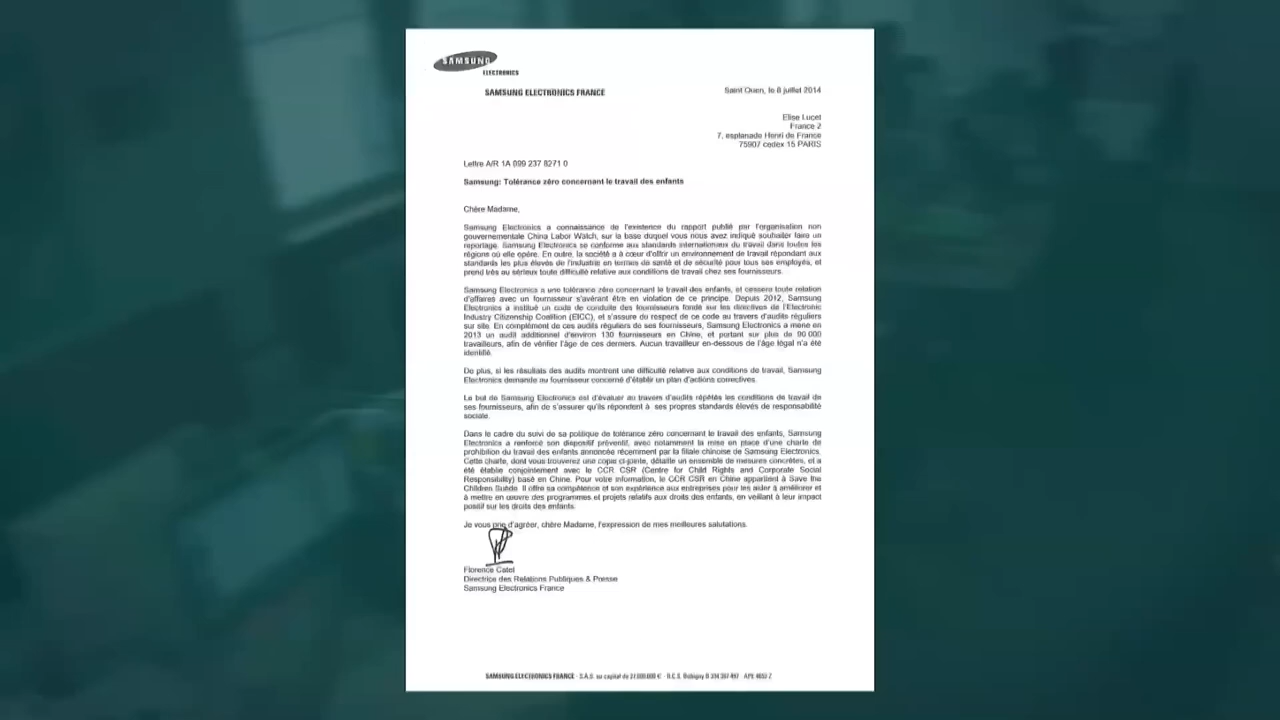 SAMSUNG
ELECTRONICS
SAMSUNG ELECTRONICS FRANCE
Saint Ouen, le 8 juillet 2014
Elise Lucet
France 2
7, esplanade Henri de France
75907 cedex 15 PARIS
Lettre A/R 1A 099 237 8271 0
Samsung: Tolérance zéro concernant le travail des enfants
Chère Madame,
Samsung Electronics a connaissance de l'existence du rapport publié par l'organisation non
gouvernementale China Labor Watch, sur la base duquel vous nous avez indiqué souhaiter faire un
reportage. Samsung Electronics se conforme aux standards internationaux du travail dans toutes les
régions où elle opère. En outre, la société a à cœur d'offrir un environnement de travail répondant aux
standards les plus élevés de l'industrie en termes de santé et de sécurité pour tous ses employés, et
prend très au sérieux toute difficulté relative aux conditions de travail chez ses fournisseurs.
Samsung Electronics a une tolérance zéro concernant le travail des enfants, et cessera toute relation
d'affaires avec un fournisseur s'avérant être en violation de ce principe. Depuis 2012, Samsung
Electronics a institué un code de conduite des fournisseurs fondé sur les directives de l'Electronic
Industry Citizenship Coalition (EICC), et s'assure du respect de ce code au travers d'audits réguliers
sur site. En complément de ces audits réguliers de ses fournisseurs, Samsung Electronics a mené en
2013 un audit additionnel d'environ 130 fournisseurs en Chine, et portant sur plus de 90 000
travailleurs, afin de vérifier l'âge de ces derniers. Aucun travailleur en-dessous de l'âge légal n'a été
identifié.
De plus, si les résultats des audits montrent une difficulté relative aux conditions de travail, Samsung
Electronics demande au fournisseur concerné d'établir un plan d'actions correctives.
Le but de Samsung Electronics est d'évaluer au travers d'audits répétés les conditions de travail de
ses fournisseurs, afin de s'assurer qu'ils répondent à ses propres standards élevés de responsabilité
sociale.
Dans le cadre du suivi de sa politique de tolérance zéro concernant le travail des enfants, Samsung
Electronics a renforcé son dispositif préventif, avec notamment la mise en place d'une charte de
prohibition du travail des enfants annoncée récemment par la filiale chinoise de Samsung Electronics.
Cette charte, dont vous trouverez une copie ci-jointe, détaille un ensemble de mesures concrètes, et a
été établie conjointement avec le CCR CSR (Centre for Child Rights and Corporate Social
Responsibility) basé en Chine. Pour votre information, le CCR CSR en Chine appartient à Save the
Children Suède. Il offre sa compétence et son expérience aux entreprises pour les aider à améliorer et
à mettre en œuvre des programmes et projets relatifs aux droits des enfants, en veillant à leur impact
positif sur les droits des enfants.
Je vous prie d'agréer, chère Madame, l'expression de mes meilleures salutations.
Florence Catel
Directrice des Relations Publiques & Presse
Samsung Electronics France
SAMSUNG ELECTRONICS FRANCE - S.A.S. au capital de 27.000.000 € - R.C.S. Bobigny B